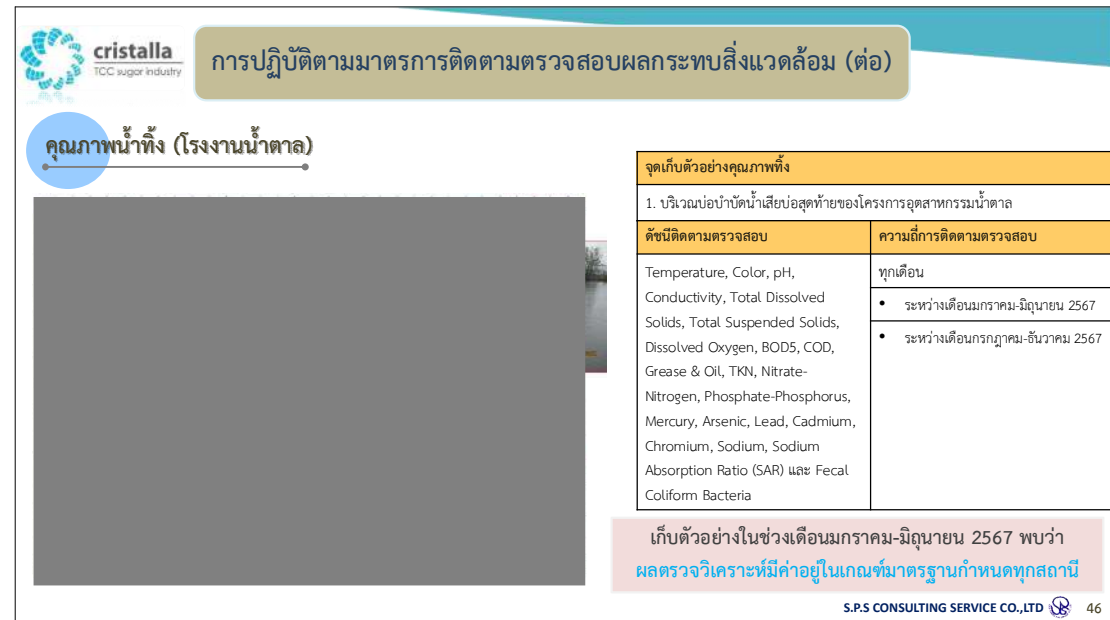 cristalla
TCC sugar industry
การปฏิบัติตามมาตรการติดตามตรวจสอบผลกระทบสิ่งแวดล้อม (ต่อ)
คุณภาพน้ำทิ้ง (โรงงานน้ำตาล)
จุดเก็บตัวอย่างคุณภาพทิ้ง
1. บริเวณบ่อบำบัดน้ำเสียบ่อสุดท้ายของโครงการอุตสาหกรรมน้ำตาล
ดัชนีติดตามตรวจสอบ
ความถี่การติดตามตรวจสอบ
Temperature, Color, pH,
Conductivity, Total Dissolved
Solids, Total Suspended Solids,
Dissolved Oxygen, BOD5, COD,
Grease & Oil, TKN, Nitrate-
Nitrogen, Phosphate-Phosphorus,
Mercury, Arsenic, Lead, Cadmium,
Chromium, Sodium, Sodium
Absorption Ratio (SAR) และ Fecal
Coliform Bacteria
ทุกเดือน
• ระหว่างเดือนมกราคม-มิถุนายน 2567
• ระหว่างเดือนกรกฎาคม-ธันวาคม 2567
เก็บตัวอย่างในช่วงเดือนมกราคม-มิถุนายน 2567 พบว่า
ผลตรวจวิเคราะห์มีค่าอยู่ในเกณฑ์มาตรฐานกำหนดทุกสถานี
S.P.S CONSULTING SERVICE CO.,LTD 46